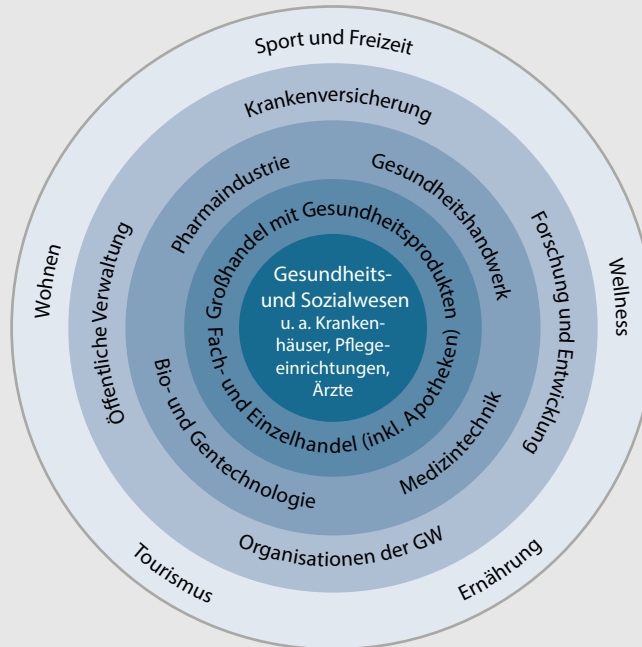 Sport und Freizeit
Krankenversicherung
Pharmaindustrie
Gesundheitshandwerk
Großhandel mit Gesundheitsprodukten
Gesundheits-
und Sozialwesen
u. a. Kranken-
häuser, Pflege-
einrichtungen,
Ärzte
Fach- und Einzelhandel (inkl. Apotheken)
Wohnen
Öffentliche Verwaltung
Forschung und Entwicklung
Wellness
Bio- und Gentechnologie
Medizintechnik
Organisationen der GW
Tourismus
Ernährung